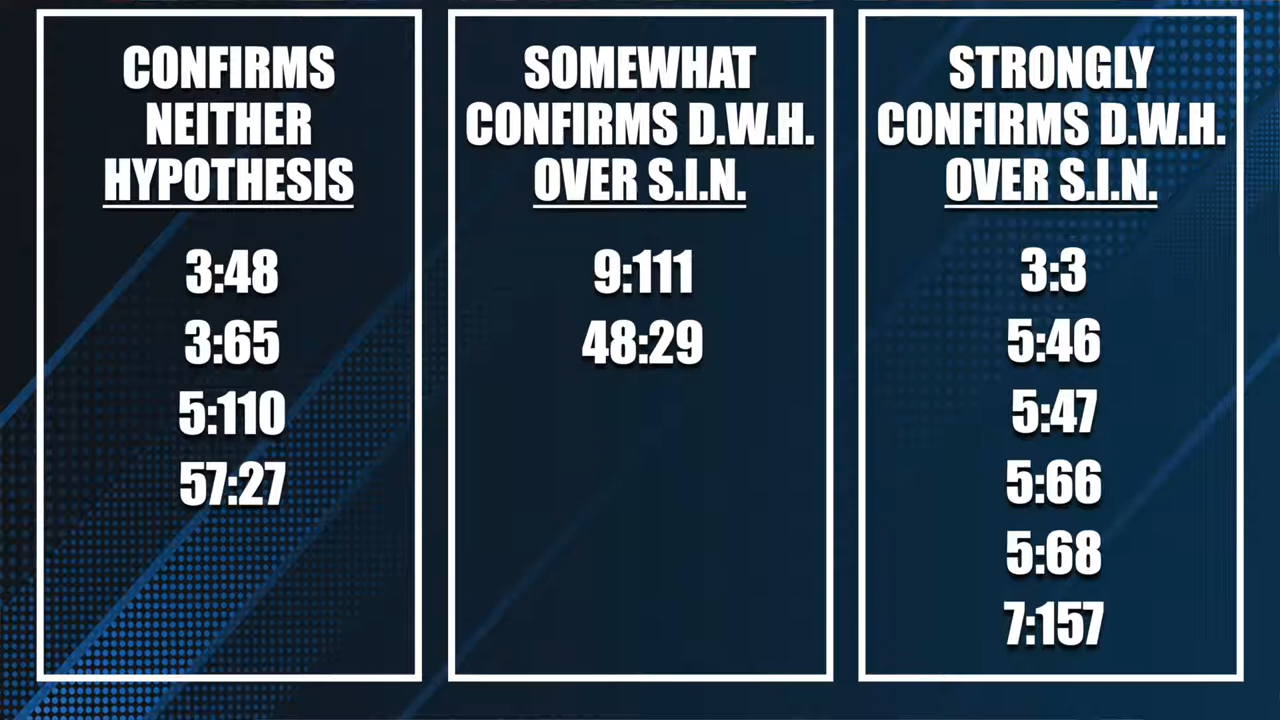 CONFIRMS
NEITHER
HYPOTHESIS
3:48
3:65
5:110
57:27
SOMEWHAT
CONFIRMS D.W.H.
OVER S.I.N.
9:111
48:29
STRONGLY
CONFIRMS D.W.H.
OVER S.I.N.
3:3
5:46
5:47
5:66
5:68
7:157